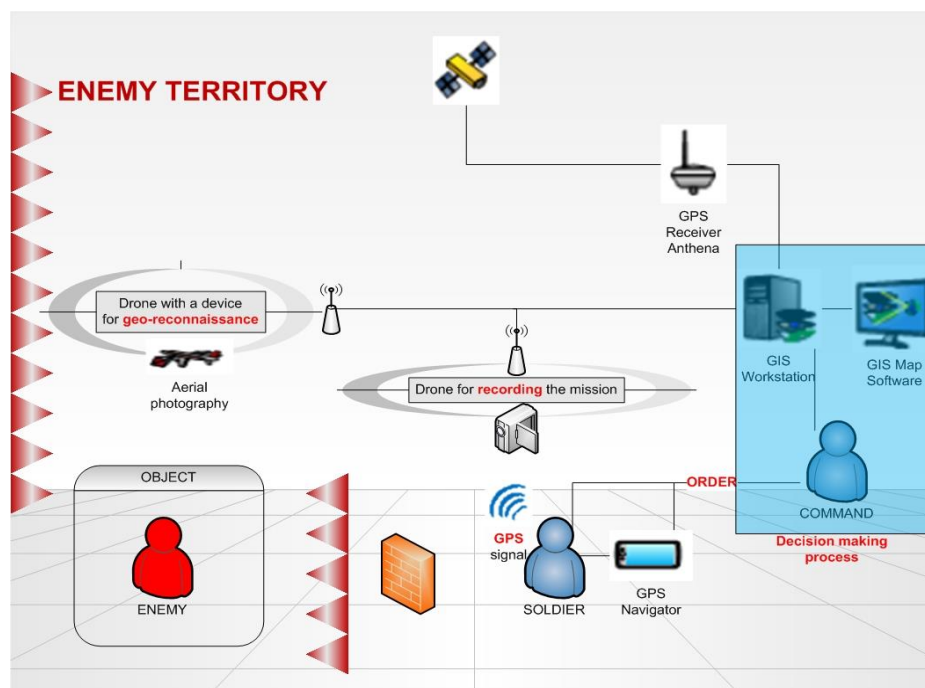 ENEMY TERRITORY
GPS
Receiver
Anthena
Drone with a device
for geo-reconnaissance
Aerial
photography
Drone for recording the mission
GIS
Workstation
GIS Map
Software
OBJECT
ENEMY
GPS
signal
SOLDIER
GPS
Navigator
ORDER
COMMAND
Decision making
process